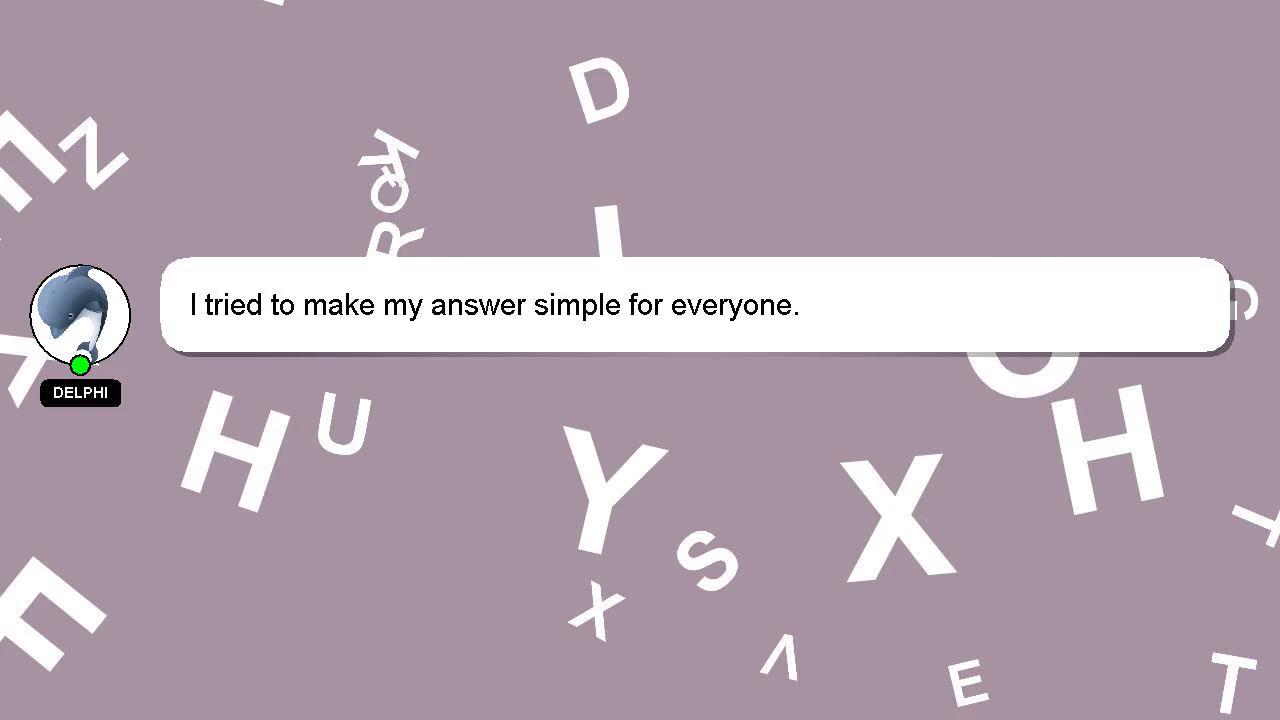 I tried to make my answer simple for everyone.
DELPHI
D
Z
K
R
H
U
Y
S
X
H
X
V
E
T